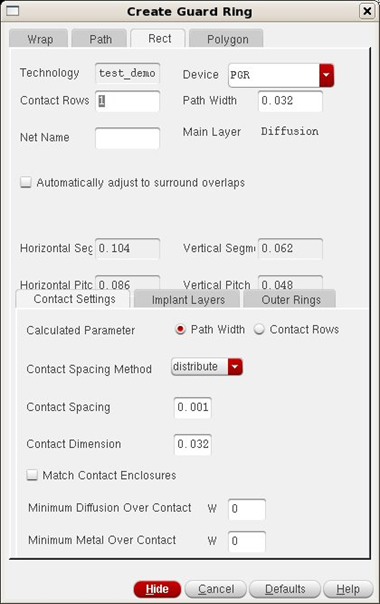 Create Guard Ring
Wrap Path Rect Polygon
Technology test_demo Device PGR
Contact Rows 1 Path Width 0.032
Net Name Main Layer Diffusion
Automatically adjust to surround overlaps
Horizontal Seg 0.104 Vertical Segme 0.062
Horizontal Pitc 0.086 Vertical Pitch 0.048
Contact Settings Implant Layers Outer Rings
Calculated Parameter Path Width Contact Rows
Contact Spacing Method distribute
Contact Spacing 0.001
Contact Dimension 0.032
Match Contact Enclosures
Minimum Diffusion Over Contact W 0
Minimum Metal Over Contact W 0
Hide Cancel Defaults Help